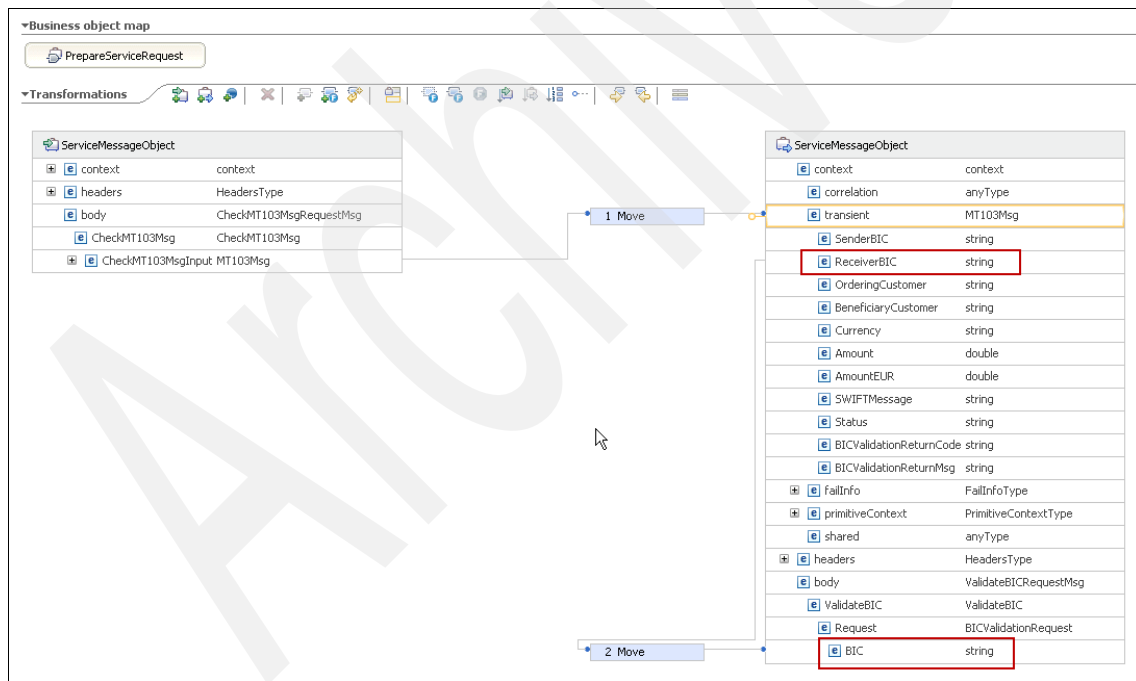 Business object map
PrepareServiceRequest
Transformations
ServiceMessageObject
context context
headers HeadersType
body CheckMT103MsgRequestMsg
CheckMT103Msg CheckMT103Msg
CheckMT103MsgInput MT103Msg
1 Move
2 Move
ServiceMessageObject
context context
correlation anyType
transient MT103Msg
SenderBIC string
ReceiverBIC string
OrderingCustomer string
BeneficiaryCustomer string
Currency string
Amount double
AmountEUR double
SWIFTMessage string
Status string
BICValidationReturnCode string
BICValidationReturnMsg string
failInfo FailInfoType
primitiveContext PrimitiveContextType
shared anyType
headers HeadersType
body ValidateBICRequestMsg
ValidateBIC ValidateBIC
Request BICValidationRequest
BIC string